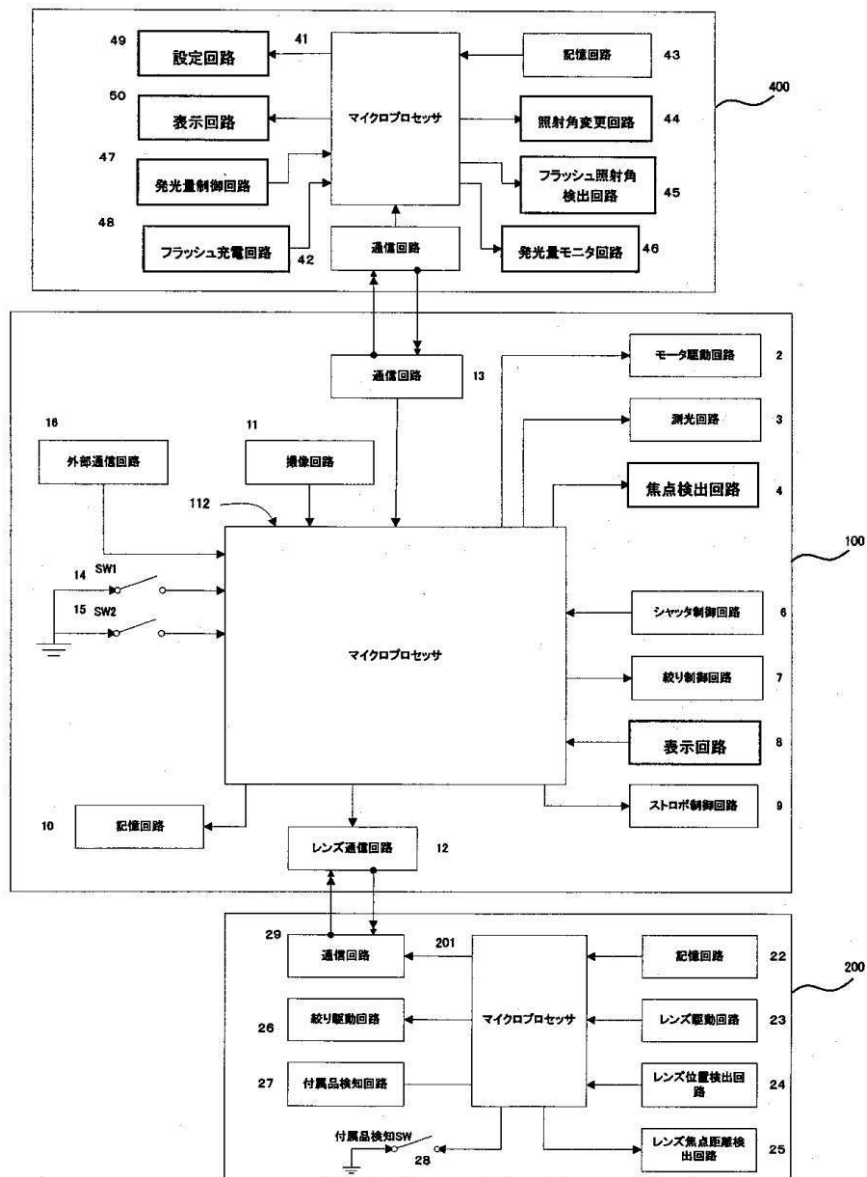 49
設定回路
41
記憶回路
43
400
50
表示回路
マイクロプロセッサ
照射角変更回路
44
47
発光量制御回路
フラッシュ照射角
検出回路
45
48
フラッシュ充電回路
42
通信回路
発光量モニタ回路
46
通信回路
13
モータ駆動回路
2
測光回路
3
焦点検出回路
4
16
外部通信回路
11
撮像回路
112
100
14
SW1
15
SW2
マイクロプロセッサ
シャッタ制御回路
6
絞り制御回路
7
表示回路
8
ストロボ制御回路
9
10
記憶回路
レンズ通信回路
12
29
通信回路
201
マイクロプロセッサ
記憶回路
22
200
26
絞り駆動回路
レンズ駆動回路
23
27
付属品検知回路
レンズ位置検出回
路
24
付属品検知SW
28
レンズ焦点距離検
出回路
25